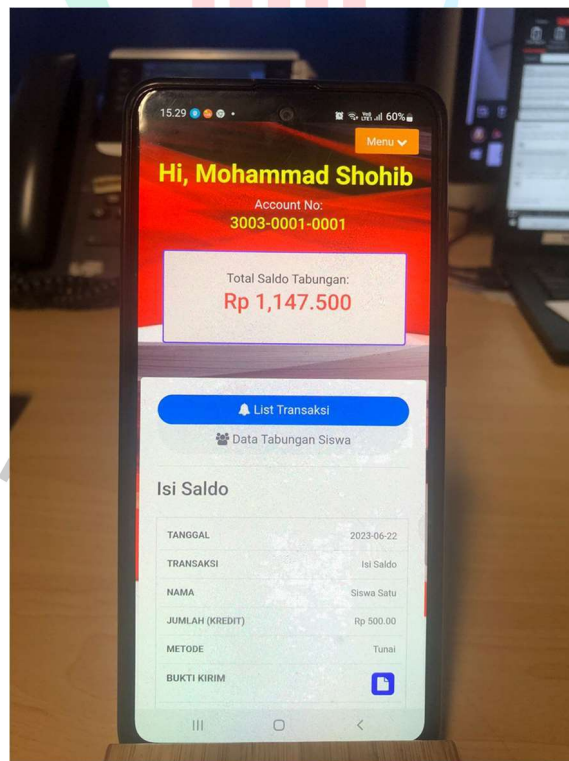 15.29
60%
Menu
Hi, Mohammad Shohib
Account No:
3003-0001-0001
Total Saldo Tabungan:
Rp 1,147.500
List Transaksi
Data Tabungan Siswa
Isi Saldo
TANGGAL 2023-06-22
TRANSAKSI Isi Saldo
NAMA Siswa Satu
JUMLAH (KREDIT) Rp 500.00
METODE Tunai
BUKTI KIRIM